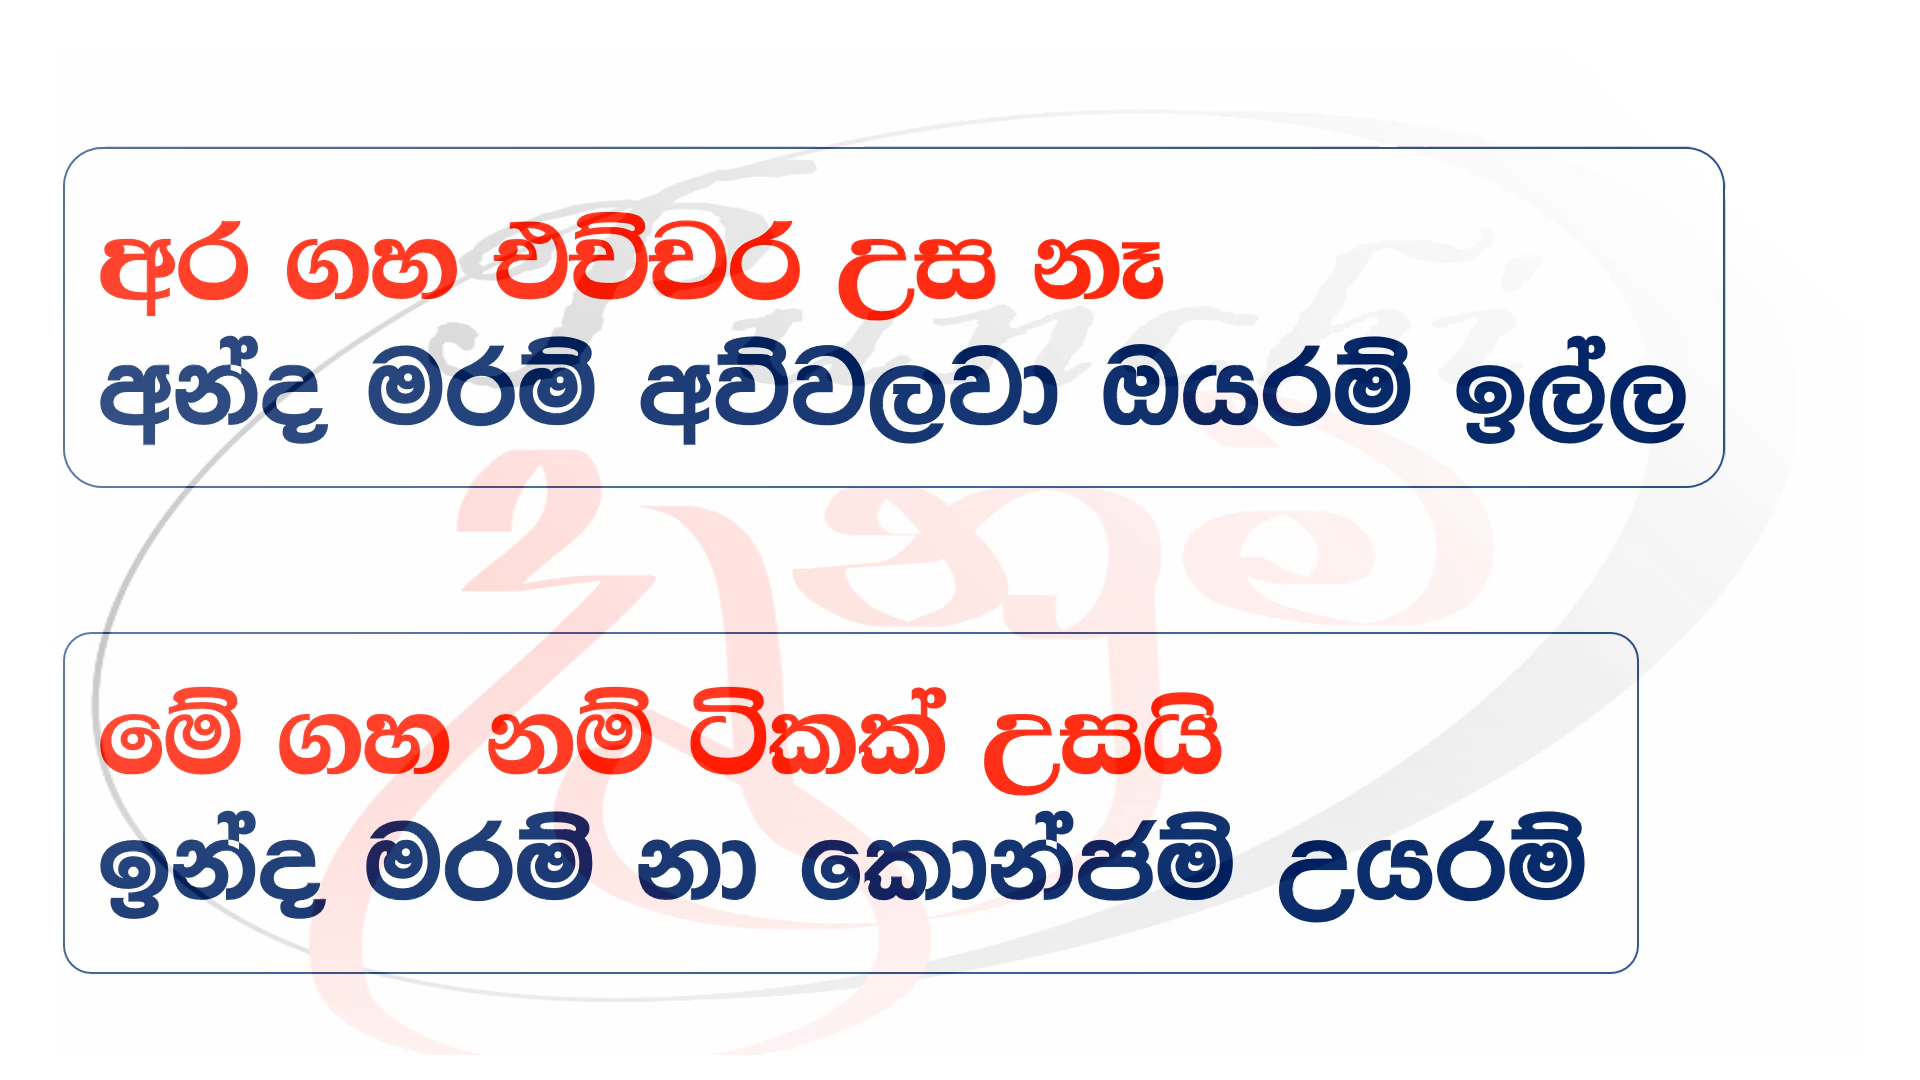 අර ගහ එච්චර උස නෑ
අන්ද මරම් අව්වලවා ඔයරම් ඉල්ල
මේ ගහ නම් ටිකක් උසයි
ඉන්ද මරම් නා කොන්ජම් උයරම්
Punchi
දැනුම